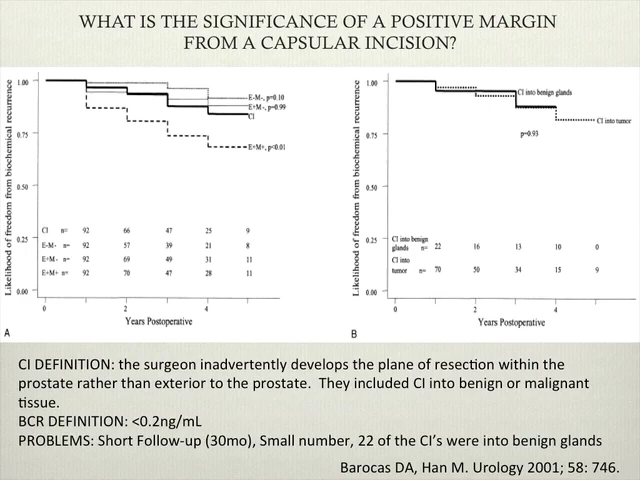 WHAT IS THE SIGNIFICANCE OF A POSITIVE MARGIN
FROM A CAPSULAR INCISION?
Likelihood of freedom from biochemical recurrence
1.00
0.75
0.50
0.25
0.00
E-M-, p=0.10
E+M-, p=0.99
CI
E+M+, p<0.01
CI n= 92 66 47 25 9
E-M- n= 92 57 39 21 8
E+M- n= 92 69 49 31 11
E+M+ n= 92 70 47 28 11
0 2 4
Years Postoperative
A
Likelihood of freedom from biochemical recurrence
1.00
0.75
0.50
0.25
0.00
CI into benign glands
CI into tumor
p=0.93
CI into benign
glands n= 22 16 13 10 0
CI into
tumor n= 70 50 34 15 9
0 2 4
Years Postoperative
B
CI DEFINITION: the surgeon inadvertently develops the plane of resection within the
prostate rather than exterior to the prostate. They included CI into benign or malignant
tissue.
BCR DEFINITION: <0.2ng/mL
PROBLEMS: Short Follow-up (30mo), Small number, 22 of the CI's were into benign glands
Barocas DA, Han M. Urology 2001; 58: 746.